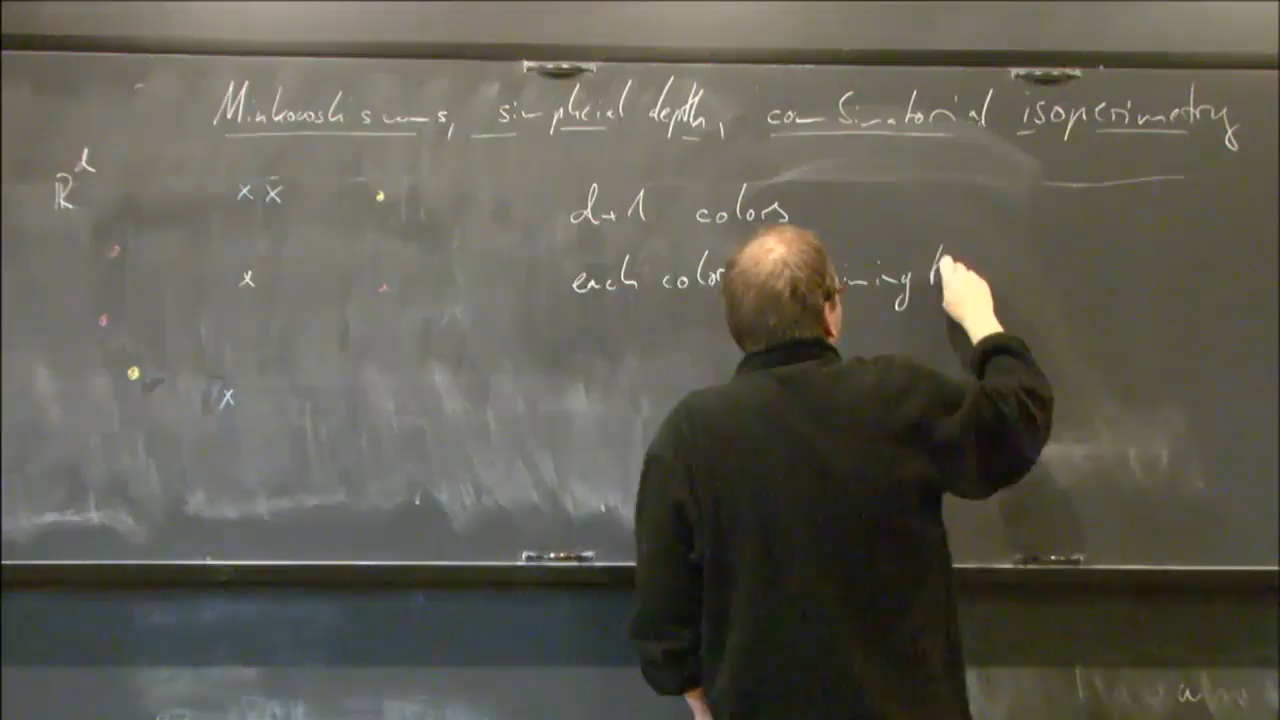 Minkowski sums, simplicial depth, combinatorial isoperimetry
ℝ^d
x x
x
x
d+1 colors
each color